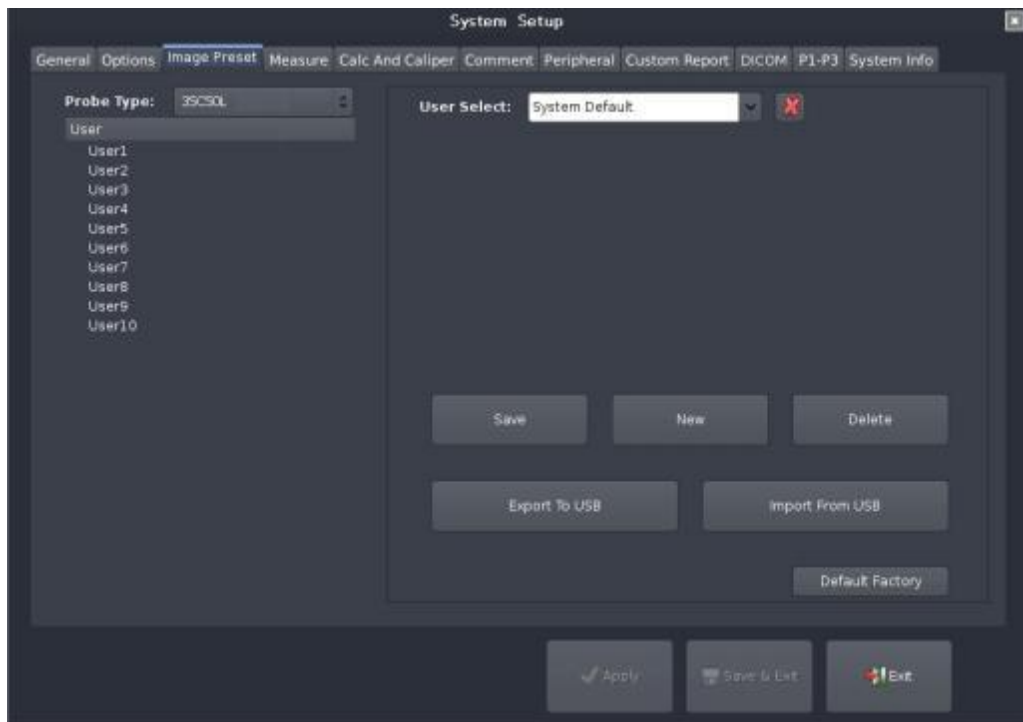 System Setup
General Options Image Preset Measure Calc And Caliper Comment Peripheral Custom Report DICOM P1-P3 System Info
Probe Type: 3SC50L
User
User1
User2
User3
User4
User5
User6
User7
User8
User9
User10
User Select: System Default
Save New Delete
Export To USB Import From USB
Default Factory
Apply Save & Exit Exit